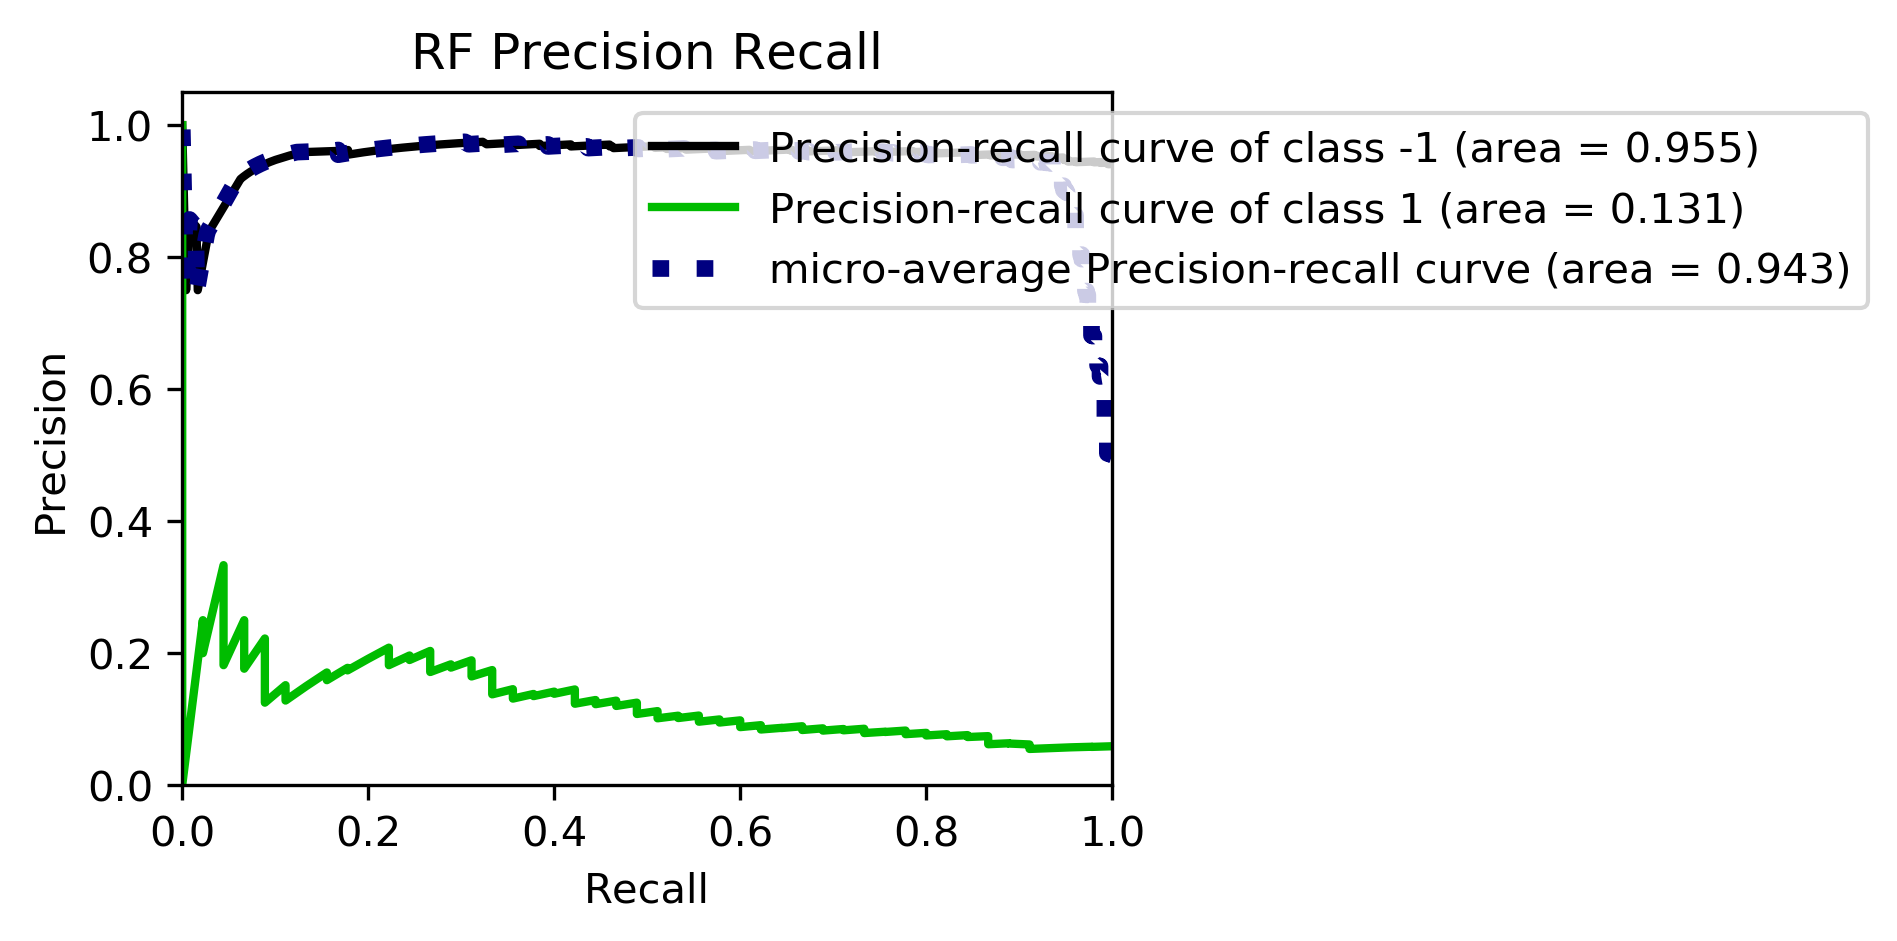 RF Precision Recall
Precision-recall curve of class -1 (area = 0.955)
Precision-recall curve of class 1 (area = 0.131)
micro-average Precision-recall curve (area = 0.943)
Precision
1.0
0.8
0.6
0.4
0.2
0.0
0.0 0.2 0.4 0.6 0.8 1.0
Recall